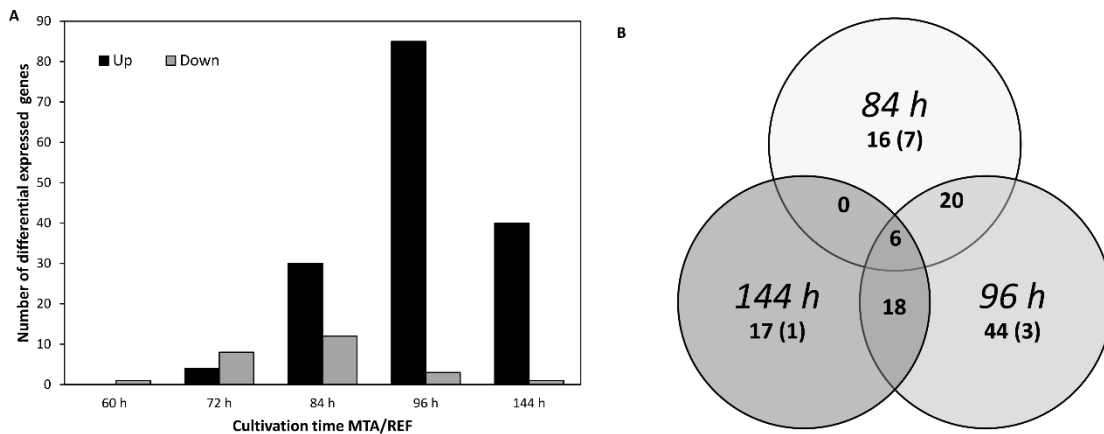 A
Number of differential expressed genes
90
80
70
60
50
40
30
20
10
0
Up Down
60 h 72 h 84 h 96 h 144 h
Cultivation time MTA/REF
B
84 h
16 (7)
0
20
6
144 h
17 (1)
18
96 h
44 (3)